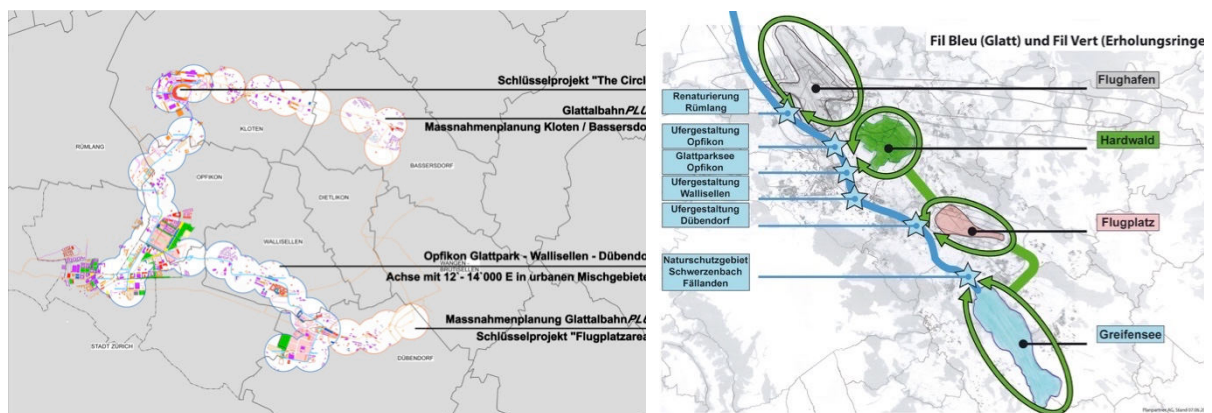 Schlüsselprojekt "The Circl
GlattalbahnPLU
Massnahmenplanung Kloten / Bassersdo
KLOTEN
RÜMLANG
BASSERSDORF
OPFIKON
DIETLIKON
WALLISELLEN
Opfikon Glattpark - Wallisellen - Dübendo
WANGEN-
BRÜTTISELLEN
Achse mit 12' - 14'000 E in urbanen Mischgebiete
Massnahmenplanung GlattalbahnPLU
Schlüsselprojekt "Flugplatzarea
STADT ZÜRICH
DÜBENDORF
Fil Bleu (Glatt) und Fil Vert (Erholungsringe
Flughafen
Renaturierung
Rümlang
Ufergestaltung
Opfikon
Hardwald
Glattparksee
Opfikon
Ufergestaltung
Wallisellen
Ufergestaltung
Dübendorf
Flugplatz
Naturschutzgebiet
Schwerzenbach
Fällanden
Greifensee